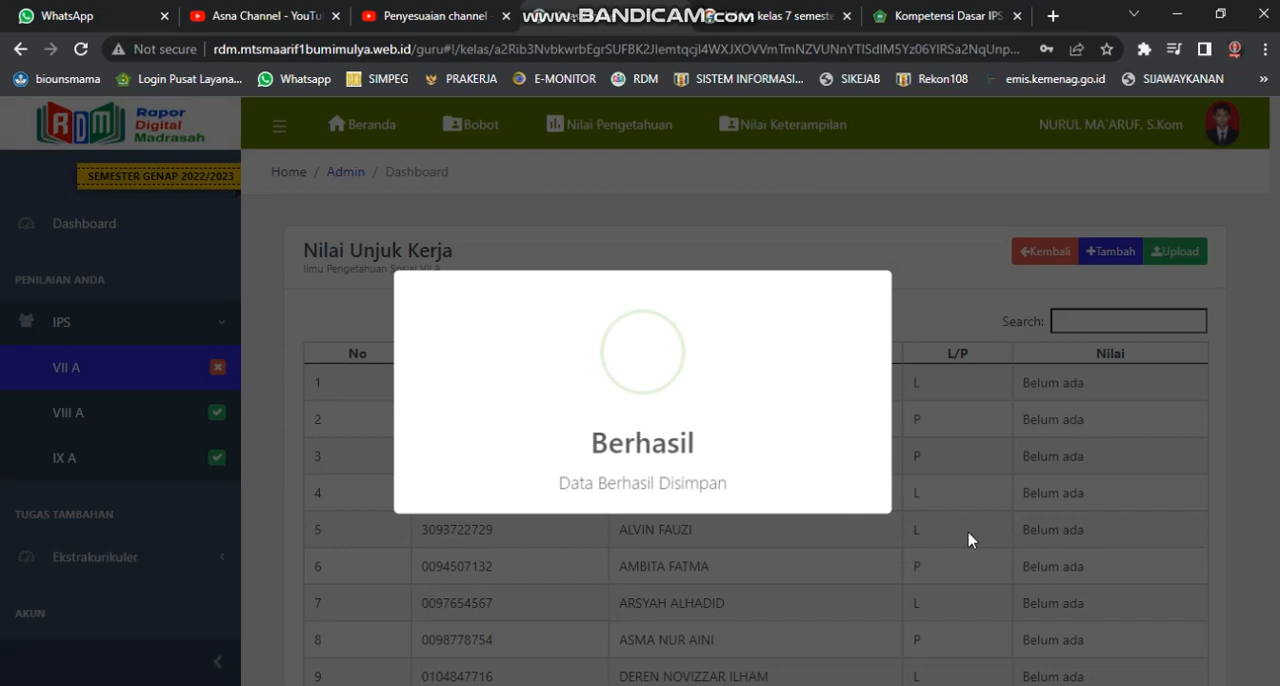 WhatsApp
Asna Channel - YouTu
Penyesuaian channel -
www.BANDICAM.com
kelas 7 semeste
Kompetensi Dasar IPS
Not secure
rdm.mtsmaarif1bumimulya.web.id/guru#!/kelas/
biounsmama
Login Pusat Layana...
Whatsapp
SIMPEG
PRAKERJA
E-MONITOR
RDM
SISTEM INFORMASI...
SIKEJAB
Rekon108
emis.kemenag.go.id
SIJAWAYKANAN
»
RDM
Rapor
Digital
Madrasah
Beranda
Bobot
Nilai Pengetahuan
Nilai Keterampilan
NURUL MA`ARUF, S.Kom
SEMESTER GENAP 2022/2023
Home / Admin / Dashboard
Dashboard
PENILAIAN ANDA
IPS
VII A
VIII A
IX A
TUGAS TAMBAHAN
Ekstrakurikuler
AKUN
Nilai Unjuk Kerja
Ilmu Pengetahuan Sosial VII A
Kembali
Tambah
Upload
Search:
No L/P Nilai
1 L Belum ada
2 P Belum ada
3 P Belum ada
4 L Belum ada
5 3093722729 ALVIN FAUZI L Belum ada
6 0094507132 AMBITA FATMA P Belum ada
7 0097654567 ARSYAH ALHADID L Belum ada
8 0098778754 ASMA NUR AINI P Belum ada
9 0104847716 DEREN NOVIZZAR ILHAM L Belum ada
Berhasil
Data Berhasil Disimpan